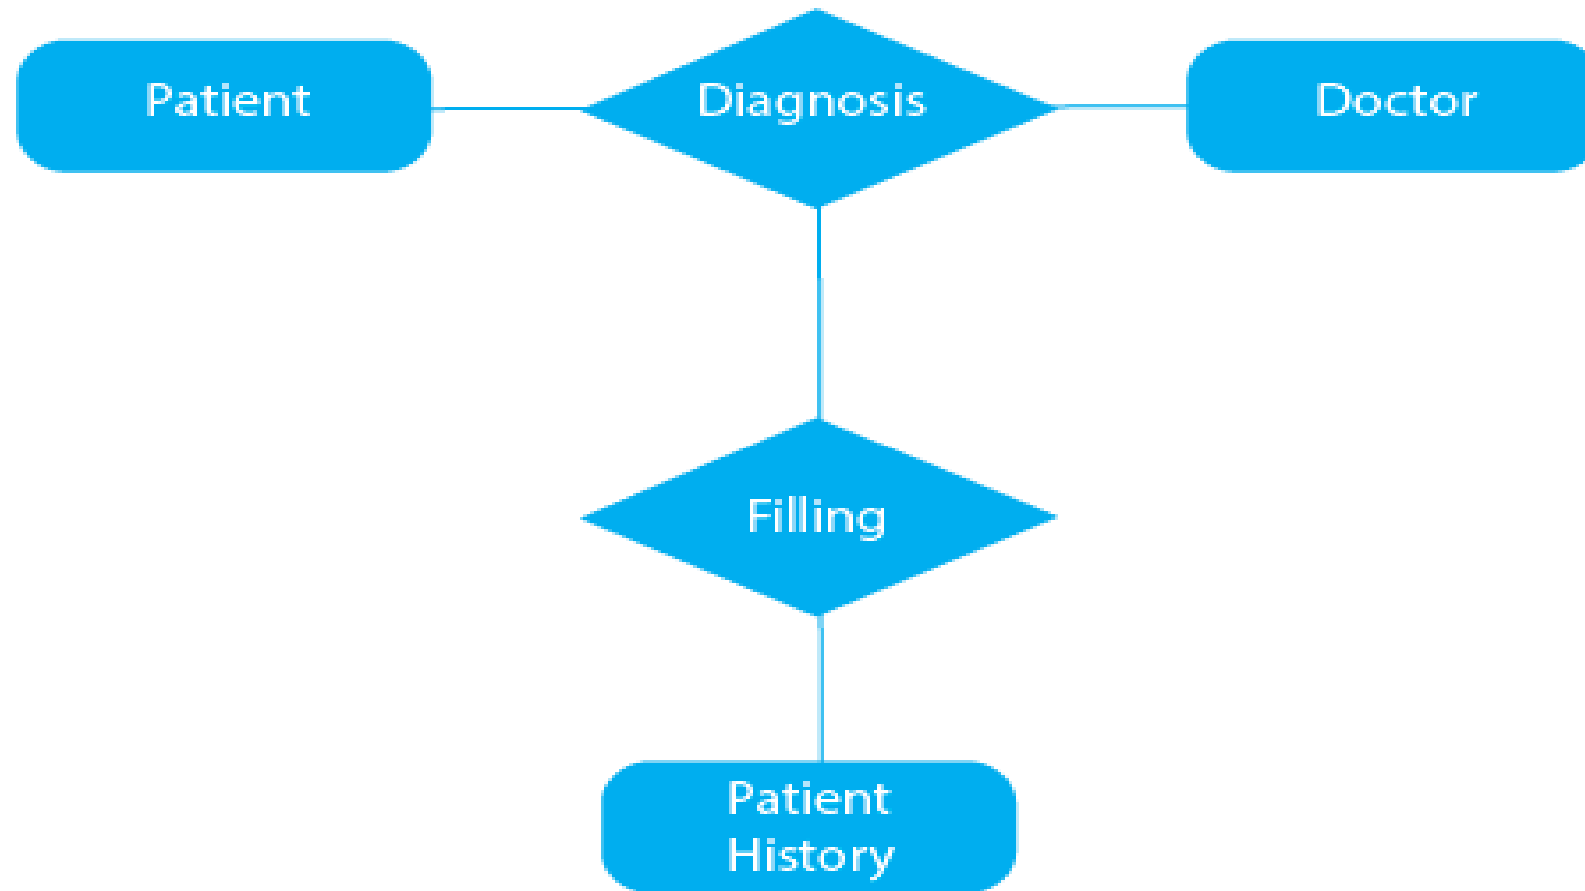 Patient
Diagnosis
Doctor
Filling
Patient
History